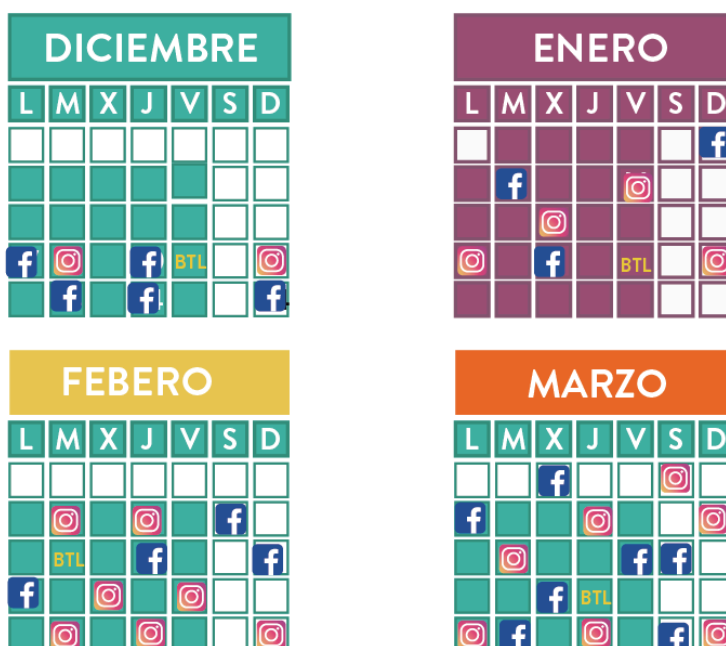 DICIEMBRE
L M X J V S D
BTL
ENERO
L M X J V S D
BTL
FEBERO
L M X J V S D
BTL
MARZO
L M X J V S D
BTL